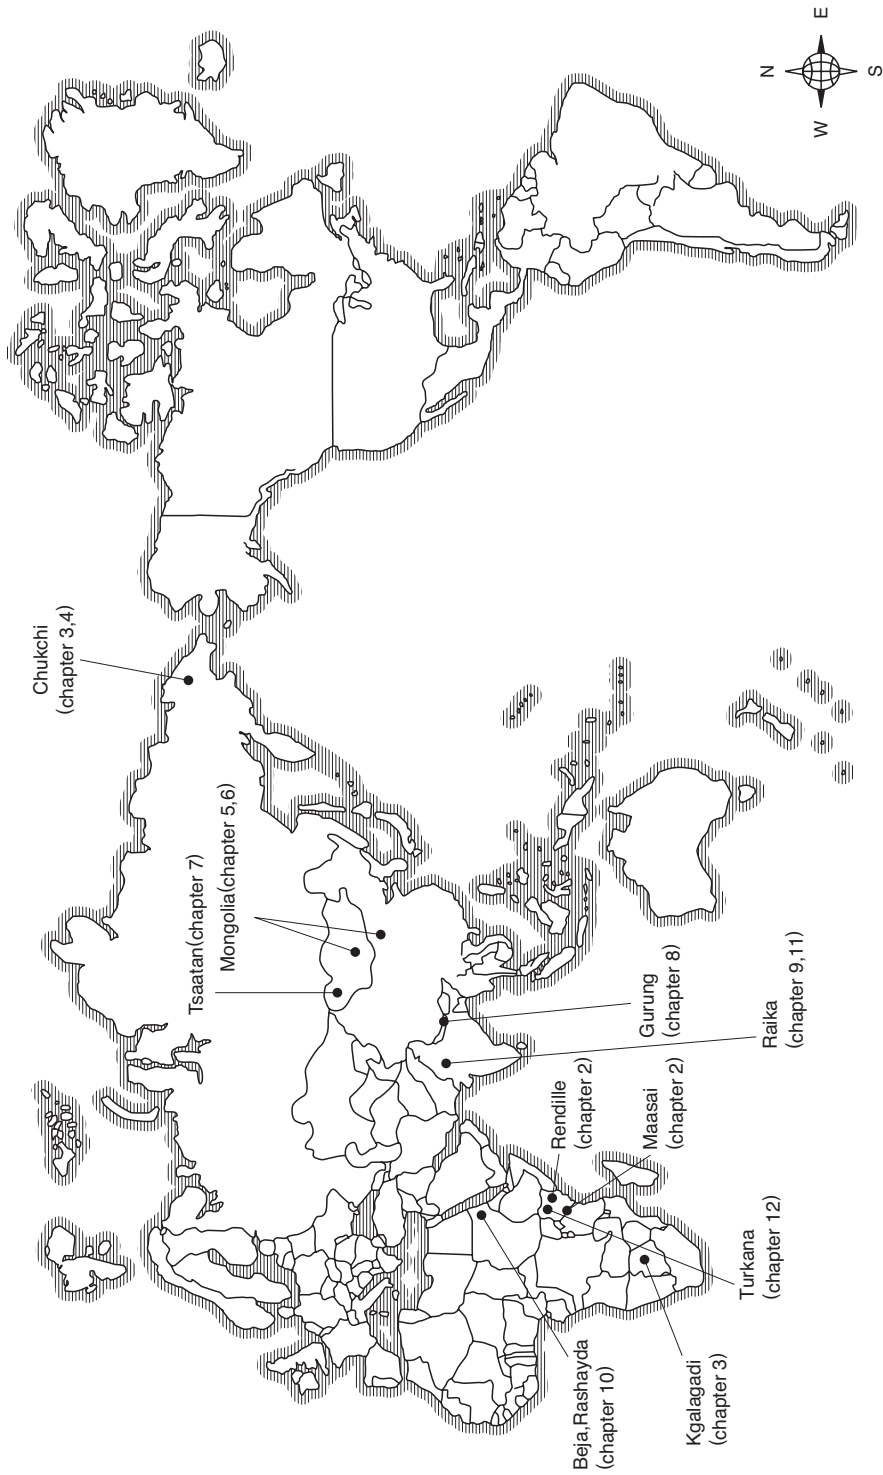 Chukchi
(chapter 3,4)
Tsaatan(chapter 7)
Mongolia(chapter 5,6)
Gurung
(chapter 8)
Raika
(chapter 9,11)
Rendille
(chapter 2)
Maasai
(chapter 2)
Turkana
(chapter 12)
Beja,Rashayda
(chapter 10)
Kgalagadi
(chapter 3)
N
W
E
S